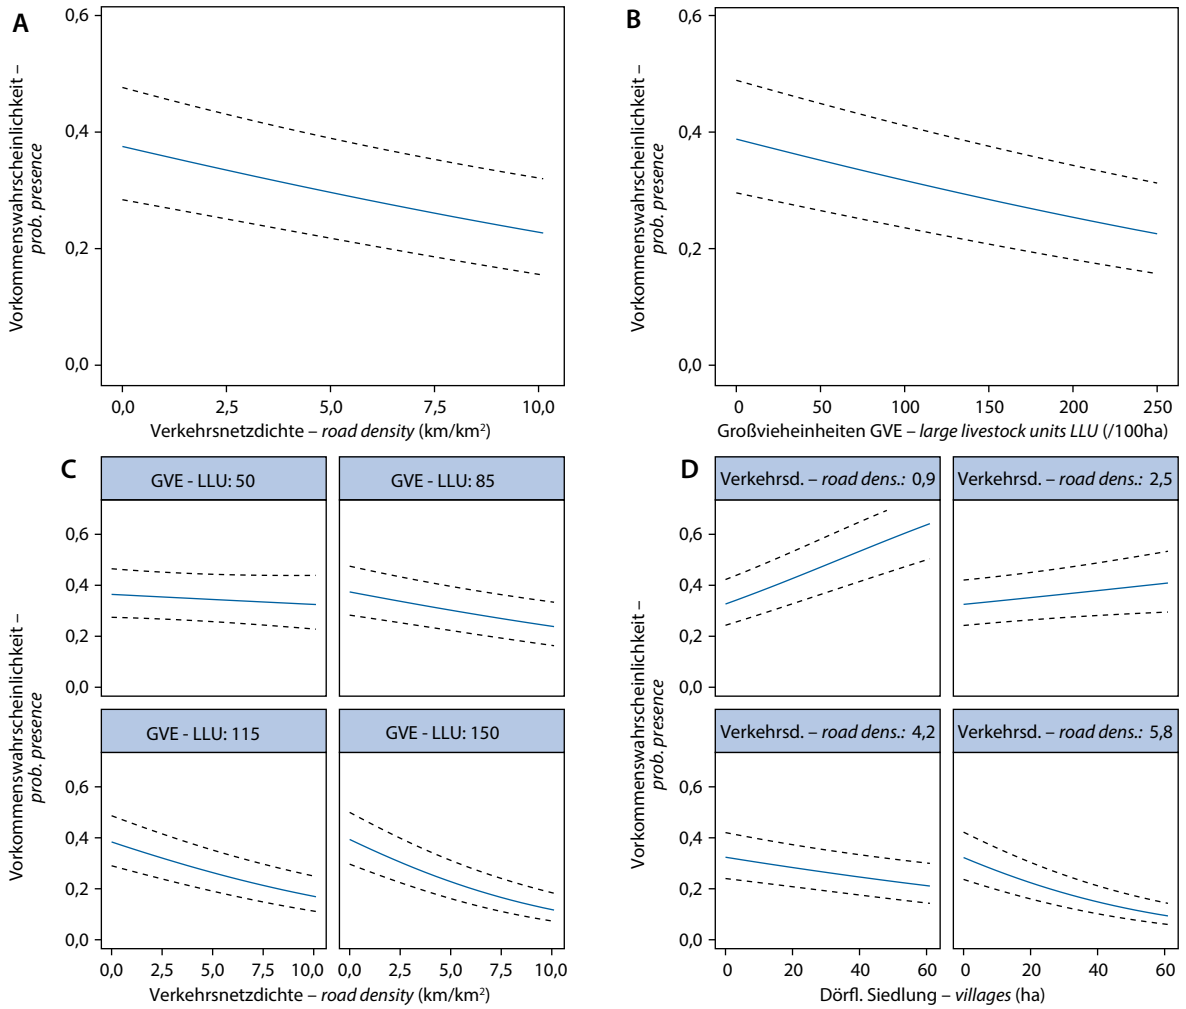 A
0,6
0,4
0,2
0,0
Vorkommenswahrscheinlichkeit –
prob. presence
0,0 2,5 5,0 7,5 10,0
Verkehrsnetzdichte – road density (km/km²)
B
0,6
0,4
0,2
0,0
Vorkommenswahrscheinlichkeit –
prob. presence
0 50 100 150 200 250
Großvieheinheiten GVE – large livestock units LLU (/100ha)
C
GVE - LLU: 50
GVE - LLU: 85
0,6
0,4
0,2
0,0
GVE - LLU: 115
GVE - LLU: 150
0,6
0,4
0,2
0,0
Vorkommenswahrscheinlichkeit –
prob. presence
0,0 2,5 5,0 7,5 10,0
0,0 2,5 5,0 7,5 10,0
Verkehrsnetzdichte – road density (km/km²)
D
Verkehrsd. – road dens.: 0,9
Verkehrsd. – road dens.: 2,5
0,6
0,4
0,2
0,0
Verkehrsd. – road dens.: 4,2
Verkehrsd. – road dens.: 5,8
0,6
0,4
0,2
0,0
Vorkommenswahrscheinlichkeit –
prob. presence
0 20 40 60
0 20 40 60
Dörfl. Siedlung – villages (ha)